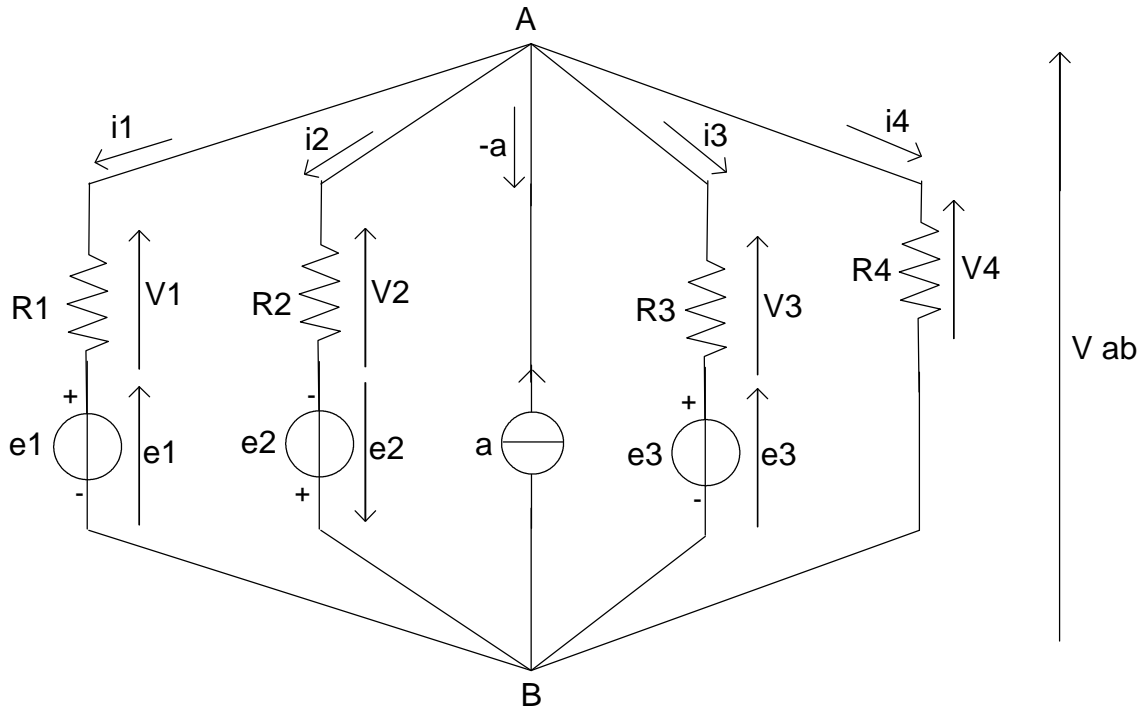 A
i1
i2
-a
i3
i4
R1
V1
R2
V2
R3
V3
R4
V4
V ab
+
e1
e1
-
-
e2
e2
+
a
+
e3
e3
-
B